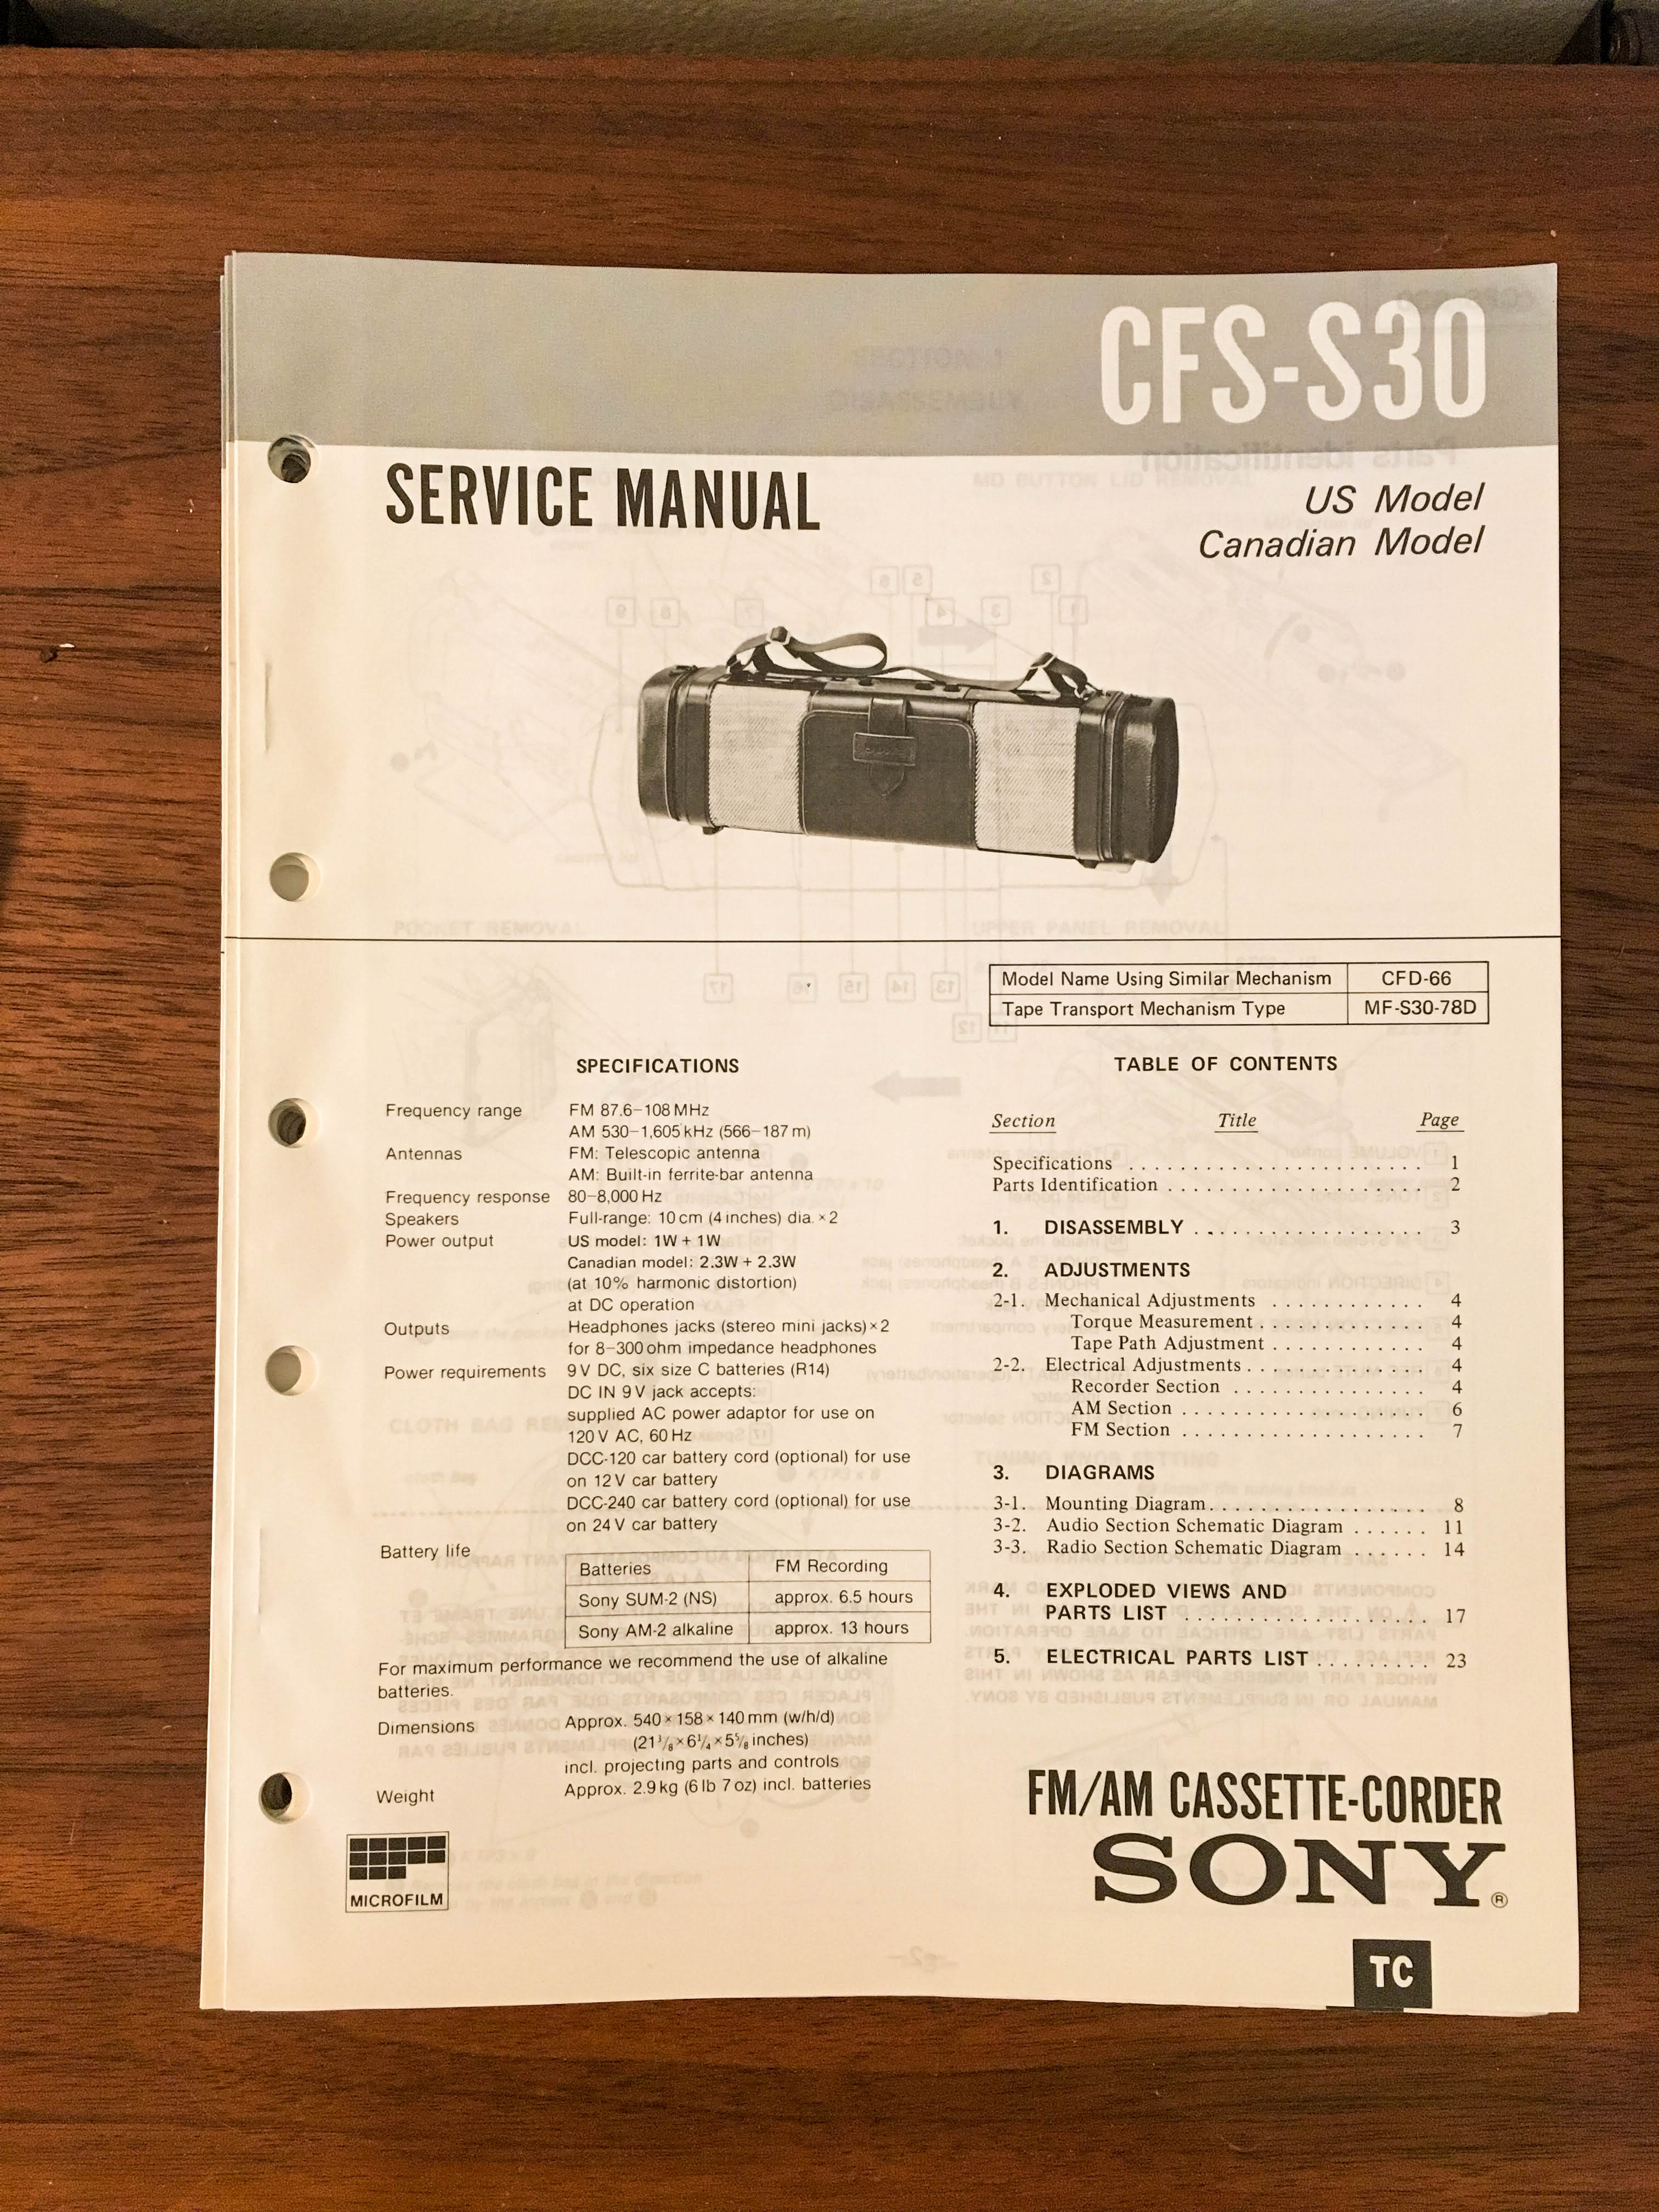 CFS-S30
SERVICE MANUAL
US Model
Canadian Model
Model Name Using Similar Mechanism CFD-66
Tape Transport Mechanism Type MF-S30-78D
SPECIFICATIONS
Frequency range FM 87.6–108 MHz
AM 530–1,605 kHz (566–187 m)
Antennas FM: Telescopic antenna
AM: Built-in ferrite-bar antenna
Frequency response 80–8,000 Hz
Speakers Full-range: 10 cm (4 inches) dia. × 2
Power output US model: 1W + 1W
Canadian model: 2.3W + 2.3W
(at 10% harmonic distortion)
at DC operation
Outputs Headphones jacks (stereo mini jacks) × 2
for 8–300 ohm impedance headphones
Power requirements 9 V DC, six size C batteries (R14)
DC IN 9 V jack accepts:
supplied AC power adaptor for use on
120 V AC, 60 Hz
DCC-120 car battery cord (optional) for use
on 12 V car battery
DCC-240 car battery cord (optional) for use
on 24 V car battery
Battery life
Batteries FM Recording
Sony SUM-2 (NS) approx. 6.5 hours
Sony AM-2 alkaline approx. 13 hours
For maximum performance we recommend the use of alkaline
batteries.
Dimensions Approx. 540 × 158 × 140 mm (w/h/d)
(21 3/8 × 6 1/4 × 5 5/8 inches)
incl. projecting parts and controls
Weight Approx. 2.9 kg (6 lb 7 oz) incl. batteries
MICROFILM
TABLE OF CONTENTS
Section Title Page
Specifications . . . . . . . . . . . . . . . . . . . . . . . . 1
Parts Identification . . . . . . . . . . . . . . . . . . . . . 2
1. DISASSEMBLY . . . . . . . . . . . . . . . . . . . 3
2. ADJUSTMENTS
2-1. Mechanical Adjustments . . . . . . . . . . . . 4
Torque Measurement . . . . . . . . . . . . . 4
Tape Path Adjustment . . . . . . . . . . . . 4
2-2. Electrical Adjustments . . . . . . . . . . . . . . 4
Recorder Section . . . . . . . . . . . . . . . 4
AM Section . . . . . . . . . . . . . . . . . . . 6
FM Section . . . . . . . . . . . . . . . . . . . 7
3. DIAGRAMS
3-1. Mounting Diagram . . . . . . . . . . . . . . . . . 8
3-2. Audio Section Schematic Diagram . . . . . . 11
3-3. Radio Section Schematic Diagram . . . . . . 14
4. EXPLODED VIEWS AND
PARTS LIST . . . . . . . . . . . . . . . . . . . 17
5. ELECTRICAL PARTS LIST . . . . . . . . . 23
FM/AM CASSETTE-CORDER
SONY®
TC